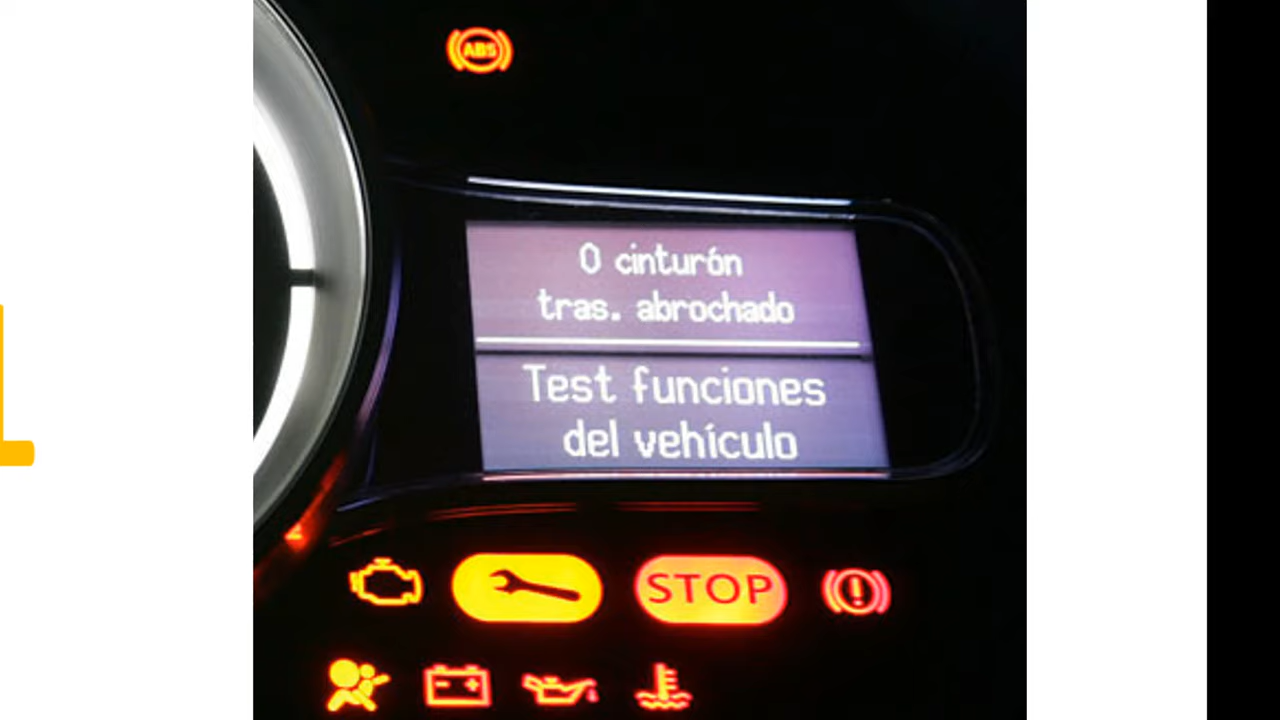 ABS
0 cinturón
tras. abrochado
Test funciones
del vehículo
STOP